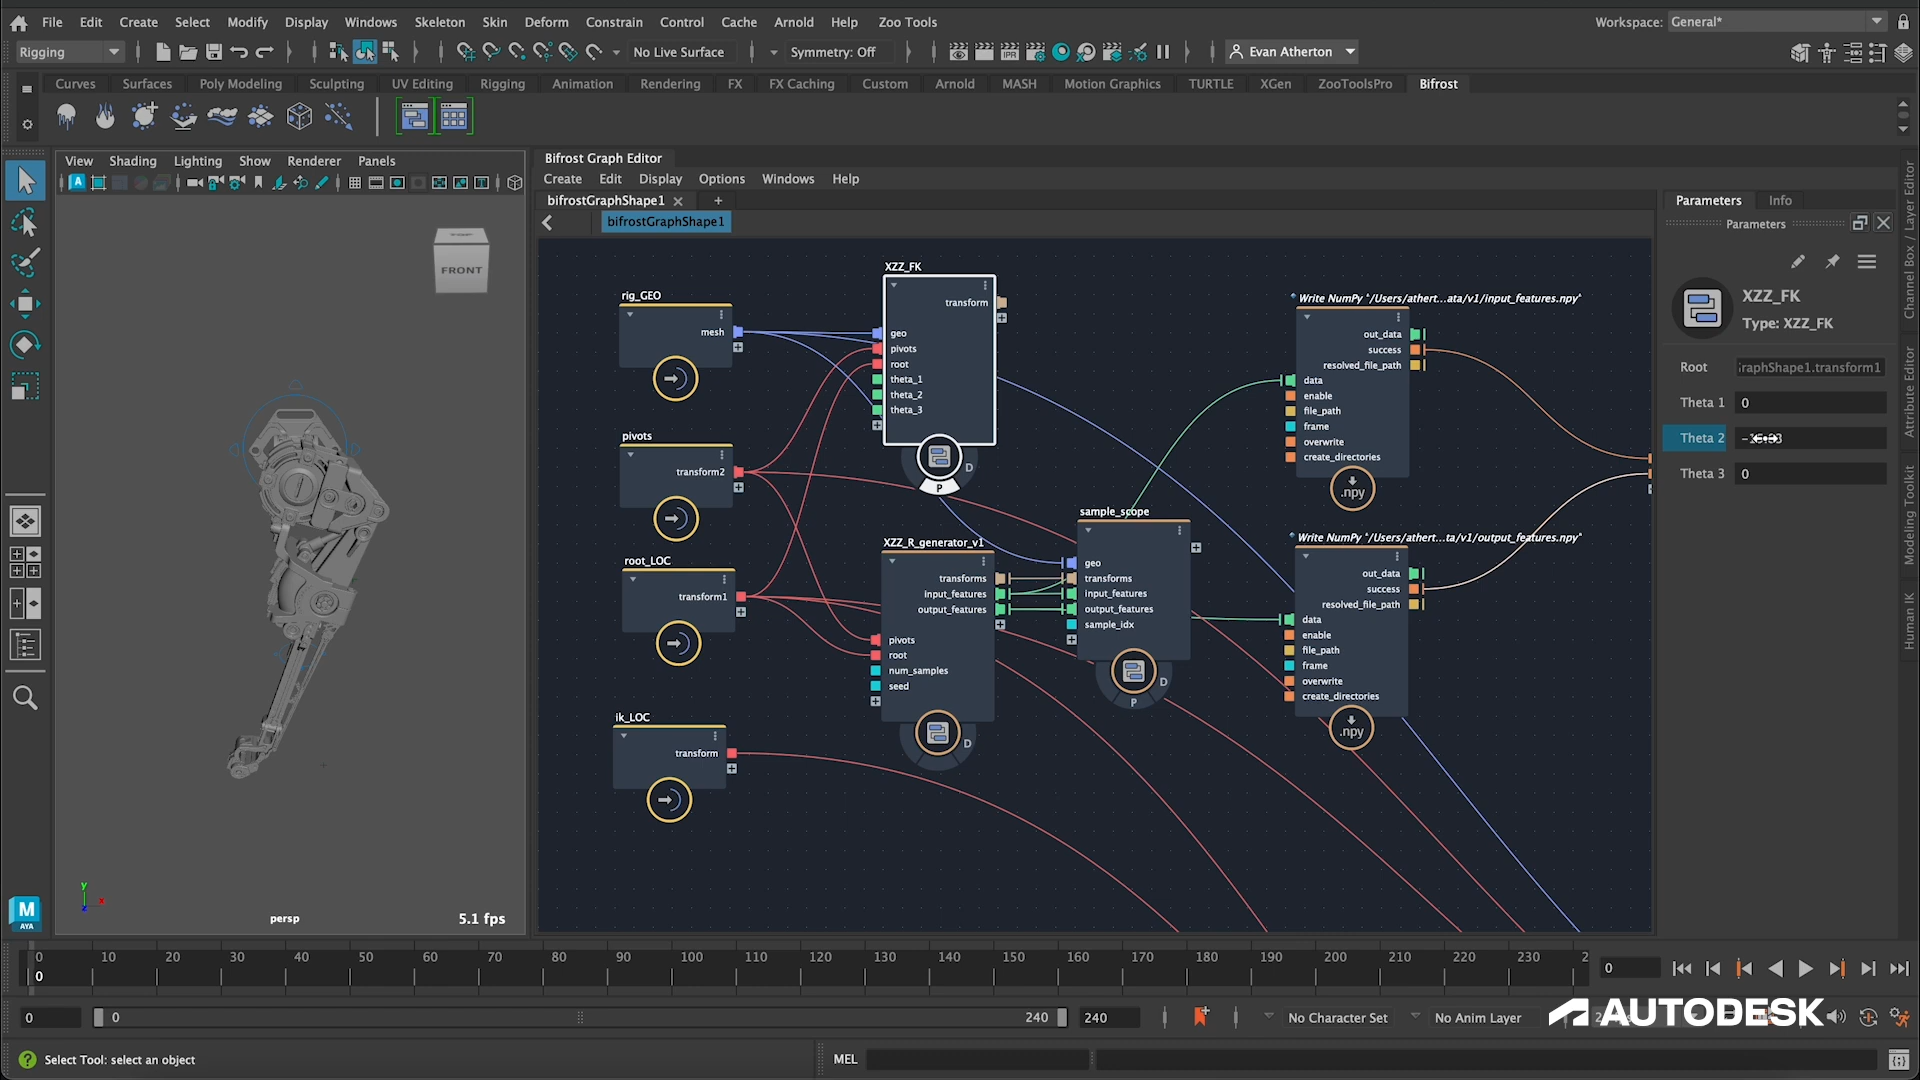 File Edit Create Select Modify Display Windows Skeleton Skin Deform Constrain Control Cache Arnold Help Zoo Tools Workspace: General*
Rigging No Live Surface Symmetry: Off IPR Evan Atherton
Curves Surfaces Poly Modeling Sculpting UV Editing Rigging Animation Rendering FX FX Caching Custom Arnold MASH Motion Graphics TURTLE XGen ZooToolsPro Bifrost
View Shading Lighting Show Renderer Panels
FRONT
persp
5.1 fps
M
AYA
Bifrost Graph Editor
Create Edit Display Options Windows Help
bifrostGraphShape1
bifrostGraphShape1
rig_GEO
mesh
pivots
transform2
root_LOC
transform1
ik_LOC
transform
XZZ_FK
transform
geo
pivots
root
theta_1
theta_2
theta_3
D
P
XZZ_R_generator_v1
transforms
input_features
output_features
pivots
root
num_samples
seed
D
sample_scope
geo
transforms
input_features
output_features
sample_idx
D
P
Write NumPy "/Users/athert...ata/v1/input_features.npy"
out_data
success
resolved_file_path
data
enable
file_path
frame
overwrite
create_directories
.npy
Write NumPy "/Users/athert...ta/v1/output_features.npy"
out_data
success
resolved_file_path
data
enable
file_path
frame
overwrite
create_directories
.npy
Parameters Info
Parameters
XZZ_FK
Type: XZZ_FK
Root raphShape1.transform1
Theta 1 0
Theta 2
Theta 3 0
Channel Box / Layer Editor
Attribute Editor
Modeling Toolkit
Human IK
0 10 20 30 40 50 60 70 80 90 100 110 120 130 140 150 160 170 180 190 200 210 220 230 2
0
0
0 0 240 240 No Character Set No Anim Layer
AUTODESK
Select Tool: select an object MEL